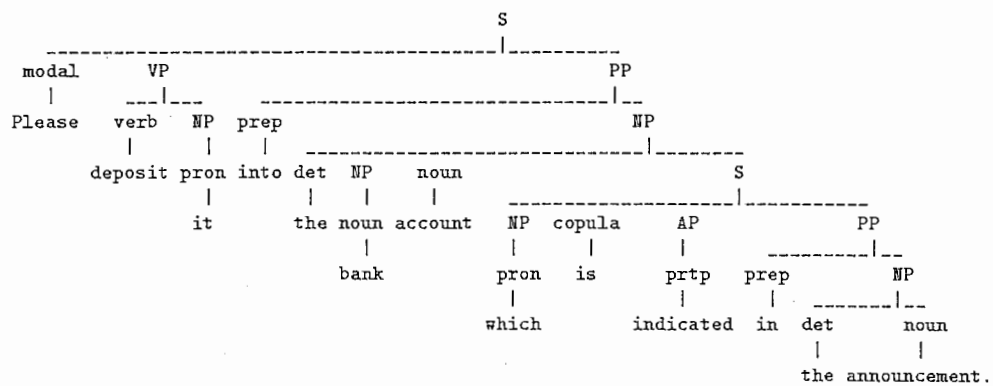 S
modal VP PP
Please verb NP prep NP
deposit pron into det NP noun S
it the noun account NP copula AP PP
bank pron is prtp prep NP
which indicated in det noun
the announcement.